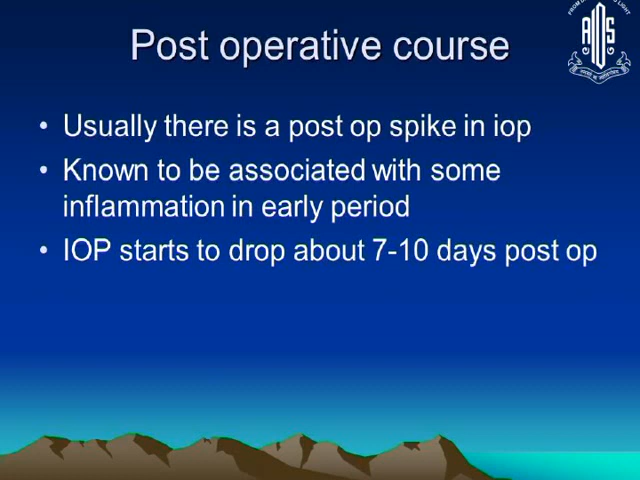 Post operative course
• Usually there is a post op spike in iop
• Known to be associated with some
inflammation in early period
• IOP starts to drop about 7-10 days post op